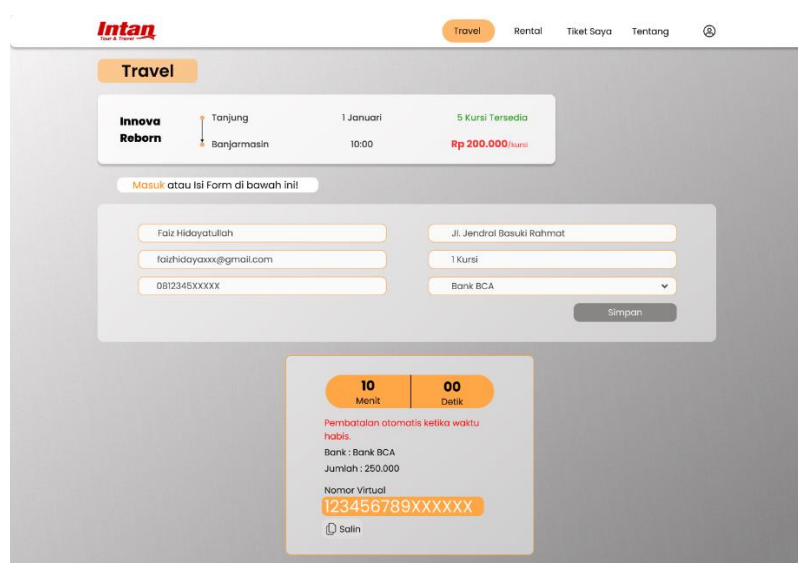 Intan
Tour & Travel
Travel Rental Tiket Saya Tentang
Travel
Innova Reborn
Tanjung 1 Januari 5 Kursi Tersedia
Banjarmasin 10:00 Rp 200.000/kursi
Masuk atau Isi Form di bawah ini!
Faiz Hidayatullah
Jl. Jendral Basuki Rahmat
faizhidayaxxx@gmail.com
1 Kursi
0812345XXXXX
Bank BCA
Simpan
10 00
Menit Detik
Pembatalan otomatis ketika waktu
habis.
Bank : Bank BCA
Jumlah : 250.000
Nomor Virtual
123456789XXXXXX
Salin